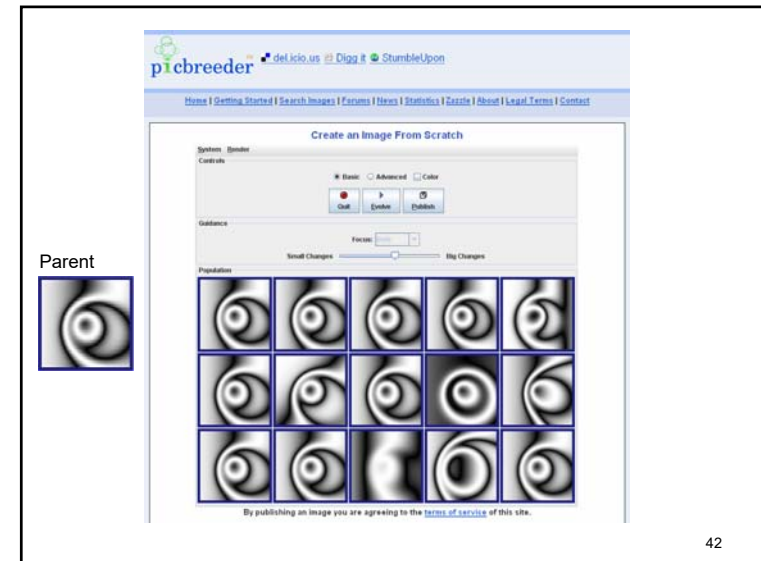 picbreeder del.icio.us Digg it StumbleUpon
Home | Getting Started | Search Images | Forums | News | Statistics | Zazzle | About | Legal Terms | Contact
Create an Image From Scratch
System Render
Controls
Basic Advanced Color
Quit Evolve Publish
Guidance
Focus:
Small Changes Big Changes
Parent
Population
By publishing an image you are agreeing to the terms of service of this site.
42